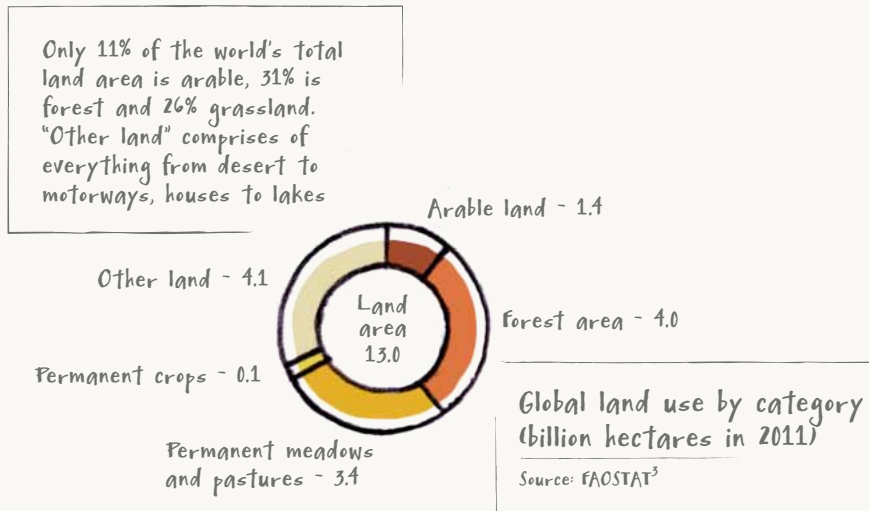 Only 11% of the world's total
land area is arable, 31% is
forest and 26% grassland.
"Other land" comprises of
everything from desert to
motorways, houses to lakes
Arable land - 1.4
Other land - 4.1
Land
area
13.0
Forest area - 4.0
Permanent crops - 0.1
Permanent meadows
and pastures - 3.4
Global land use by category
(billion hectares in 2011)
Source: FAOSTAT³